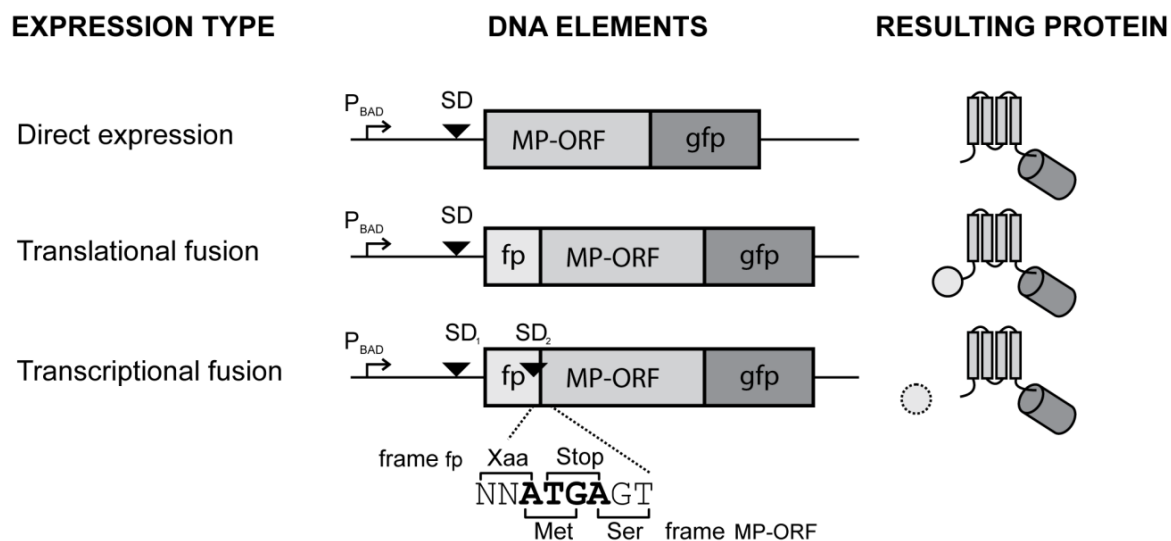 EXPRESSION TYPE DNA ELEMENTS RESULTING PROTEIN
Direct expression
PBAD SD
MP-ORF gfp
Translational fusion
PBAD SD
fp MP-ORF gfp
Transcriptional fusion
PBAD SD1 SD2
fp MP-ORF gfp
frame fp Xaa Stop
NNATGAGT
Met Ser frame MP-ORF